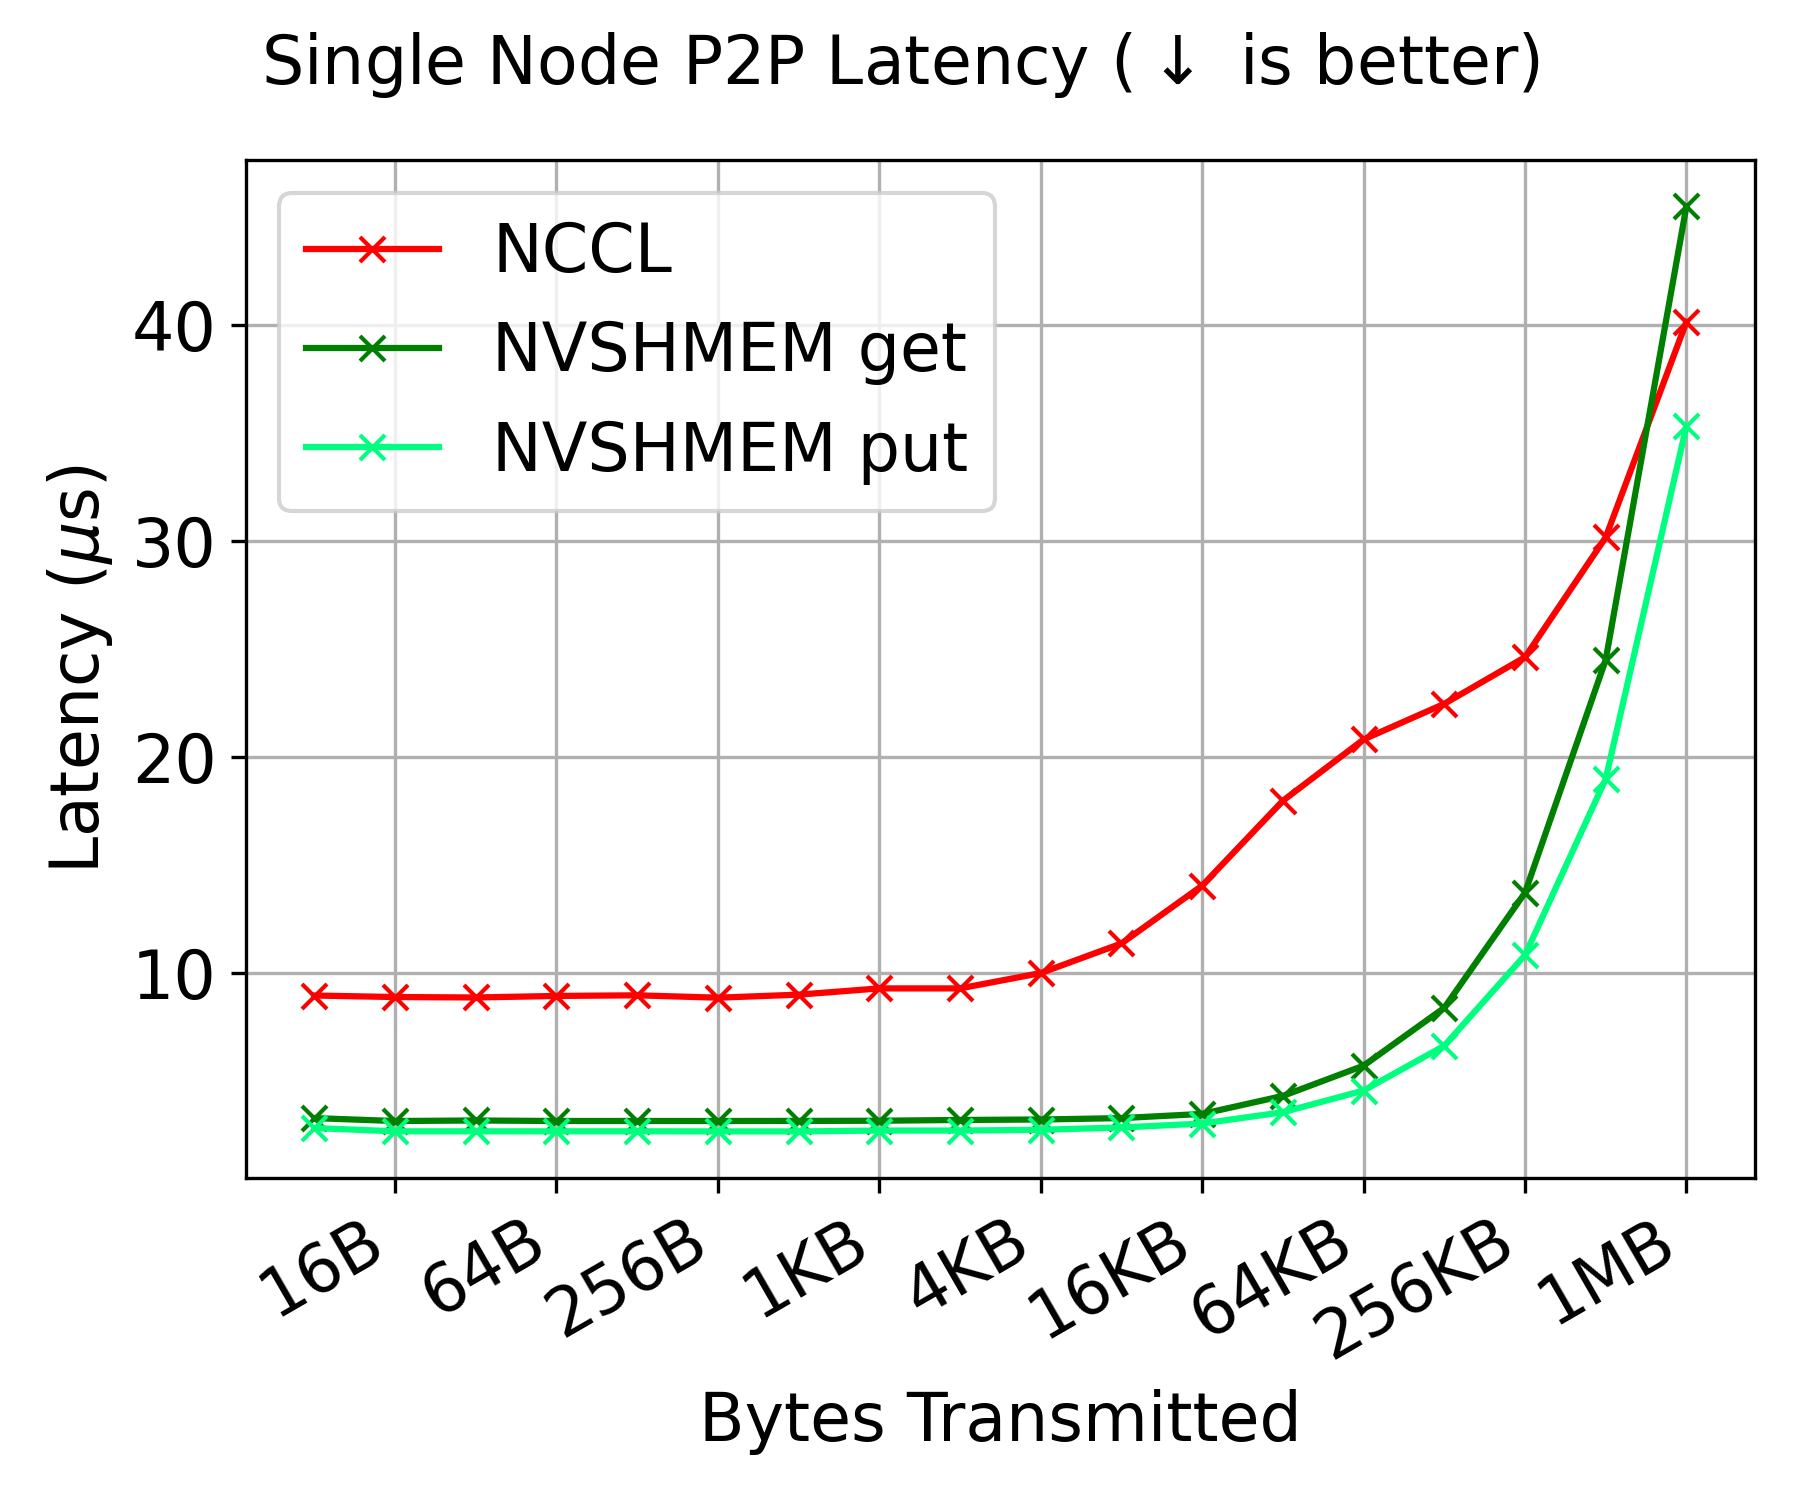 Single Node P2P Latency ( ↓ is better)
NCCL
NVSHMEM get
NVSHMEM put
Latency (μs)
40
30
20
10
16B
64B
256B
1KB
4KB
16KB
64KB
256KB
1MB
Bytes Transmitted